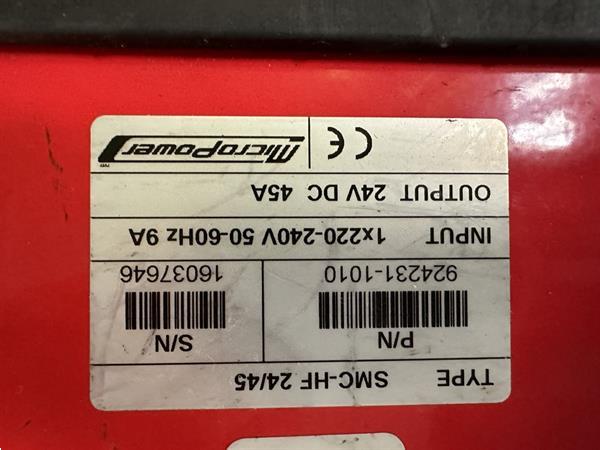 TYPE SMC-HF 24/45
P/N
924231-1010
S/N
16037646
INPUT 1x220-240V 50-60Hz 9A
OUTPUT 24V DC 45A
CE
MicroPower